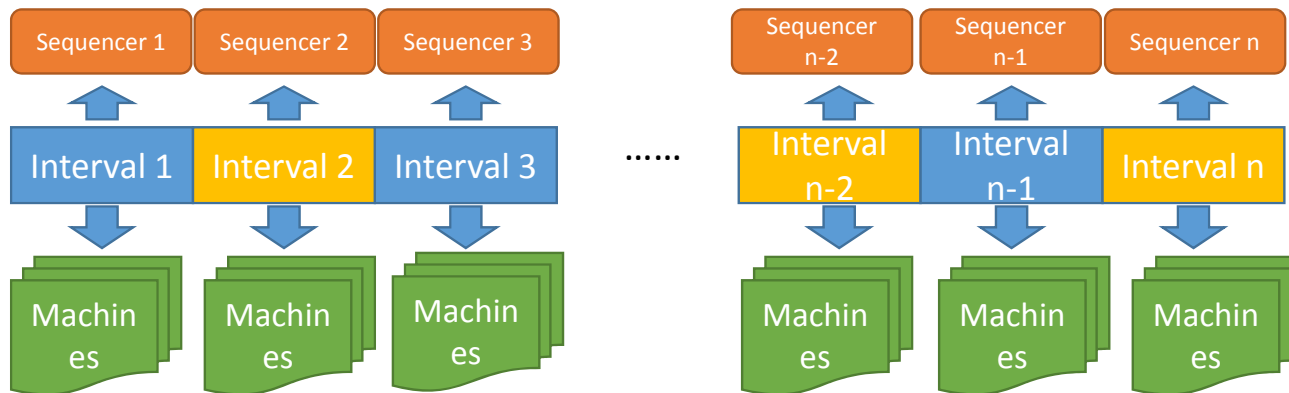 Sequencer 1
Sequencer 2
Sequencer 3
Sequencer
n-2
Sequencer
n-1
Sequencer n
Interval 1
Interval 2
Interval 3
......
Interval
n-2
Interval
n-1
Interval n
Machin
es
Machin
es
Machin
es
Machin
es
Machin
es
Machin
es